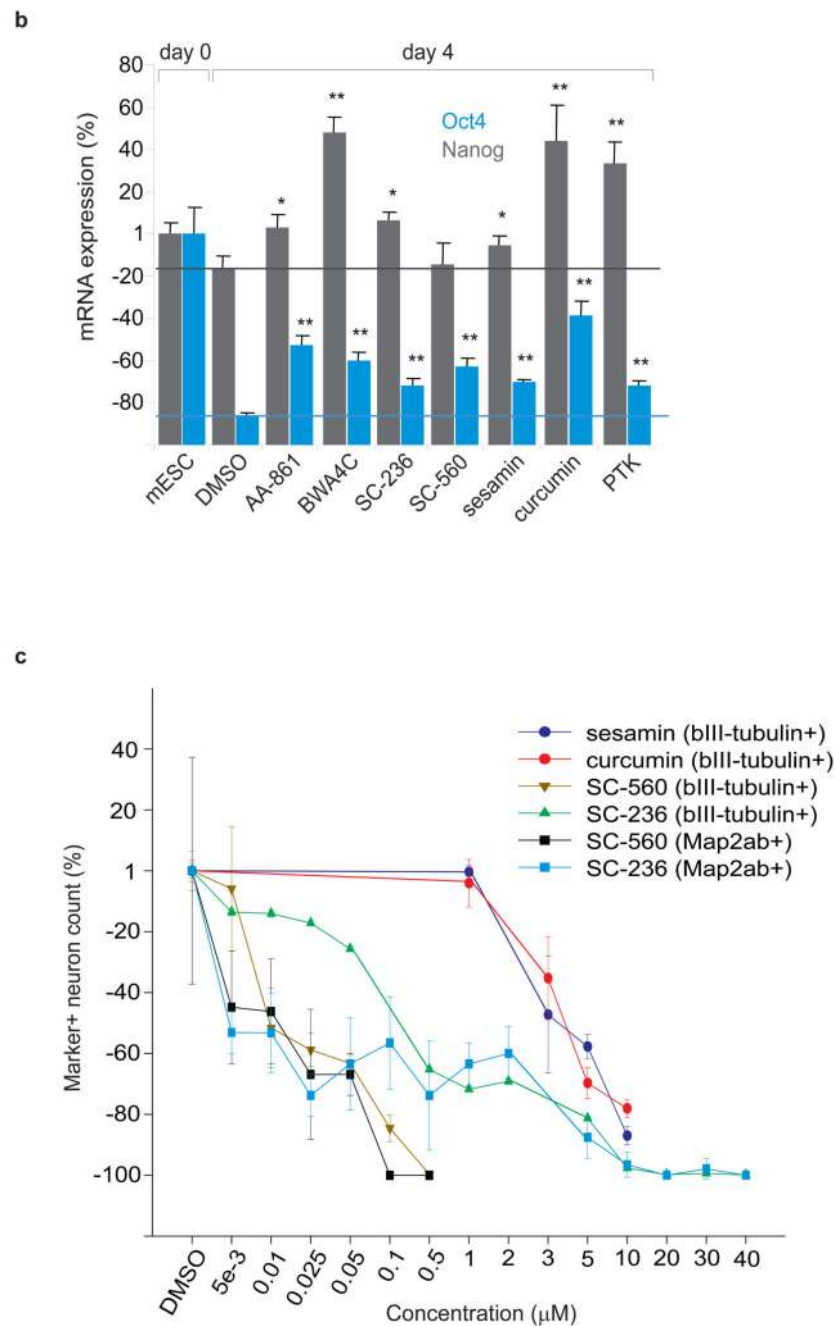 b
day 0 day 4
80
60
40
20
1
-20
-40
-60
-80
mRNA expression (%)
Oct4
Nanog
* ** * * ** **
** ** ** ** ** ** **
mESC DMSO AA-861 BWA4C SC-236 SC-560 sesamin curcumin PTK
c
40
20
1
-20
-40
-60
-80
-100
Marker+ neuron count (%)
sesamin (bIII-tubulin+)
curcumin (bIII-tubulin+)
SC-560 (bIII-tubulin+)
SC-236 (bIII-tubulin+)
SC-560 (Map2ab+)
SC-236 (Map2ab+)
DMSO 5e-3 0.01 0.025 0.05 0.1 0.5 1 2 3 5 10 20 30 40
Concentration (μM)